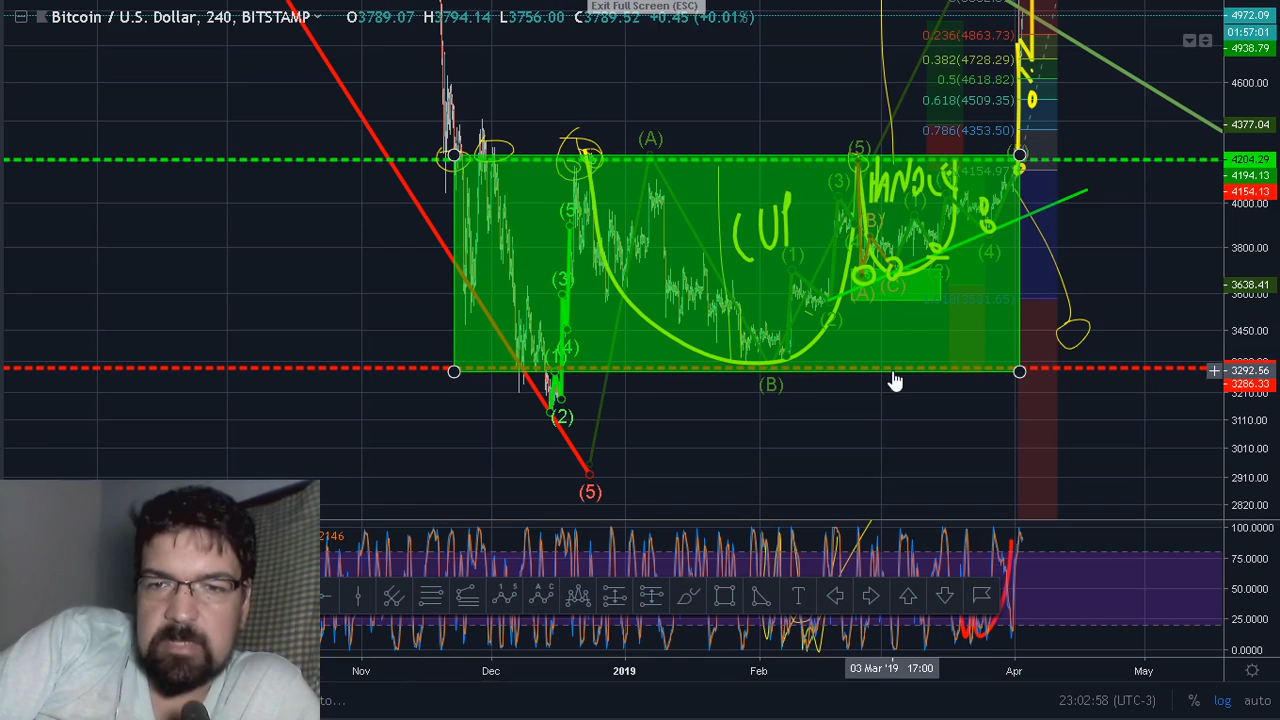 Exit Full Screen (ESC)
Bitcoin / U.S. Dollar, 240, BITSTAMP
O3789.07 H3794.14 L3756.00 C3789.52 +0.45 (+0.01%)
4972.09
01:57:01
4938.79
0.236(4863.73)
0.382(4728.29)
4600.00
0.5(4618.82)
0.618(4509.35)
0.786(4353.50)
4377.04
(A)
(5)
4204.29
4194.13
4154.13
HANDLE
(3)
(5)
CUP
(B)
4000.00
(4)
3800.00
(1)
(2)
(3)
(A)
(C)
3638.41
3600.00
(2)
(4)
3450.00
(1)
(B)
3292.56
3286.33
(2)
3110.00
3010.00
2910.00
(5)
2820.00
2146
100.0000
75.0000
50.0000
25.0000
0.0000
Nov
Dec
2019
Feb
03 Mar '19 17:00
Apr
May
23:02:58 (UTC-3)
%
log
auto